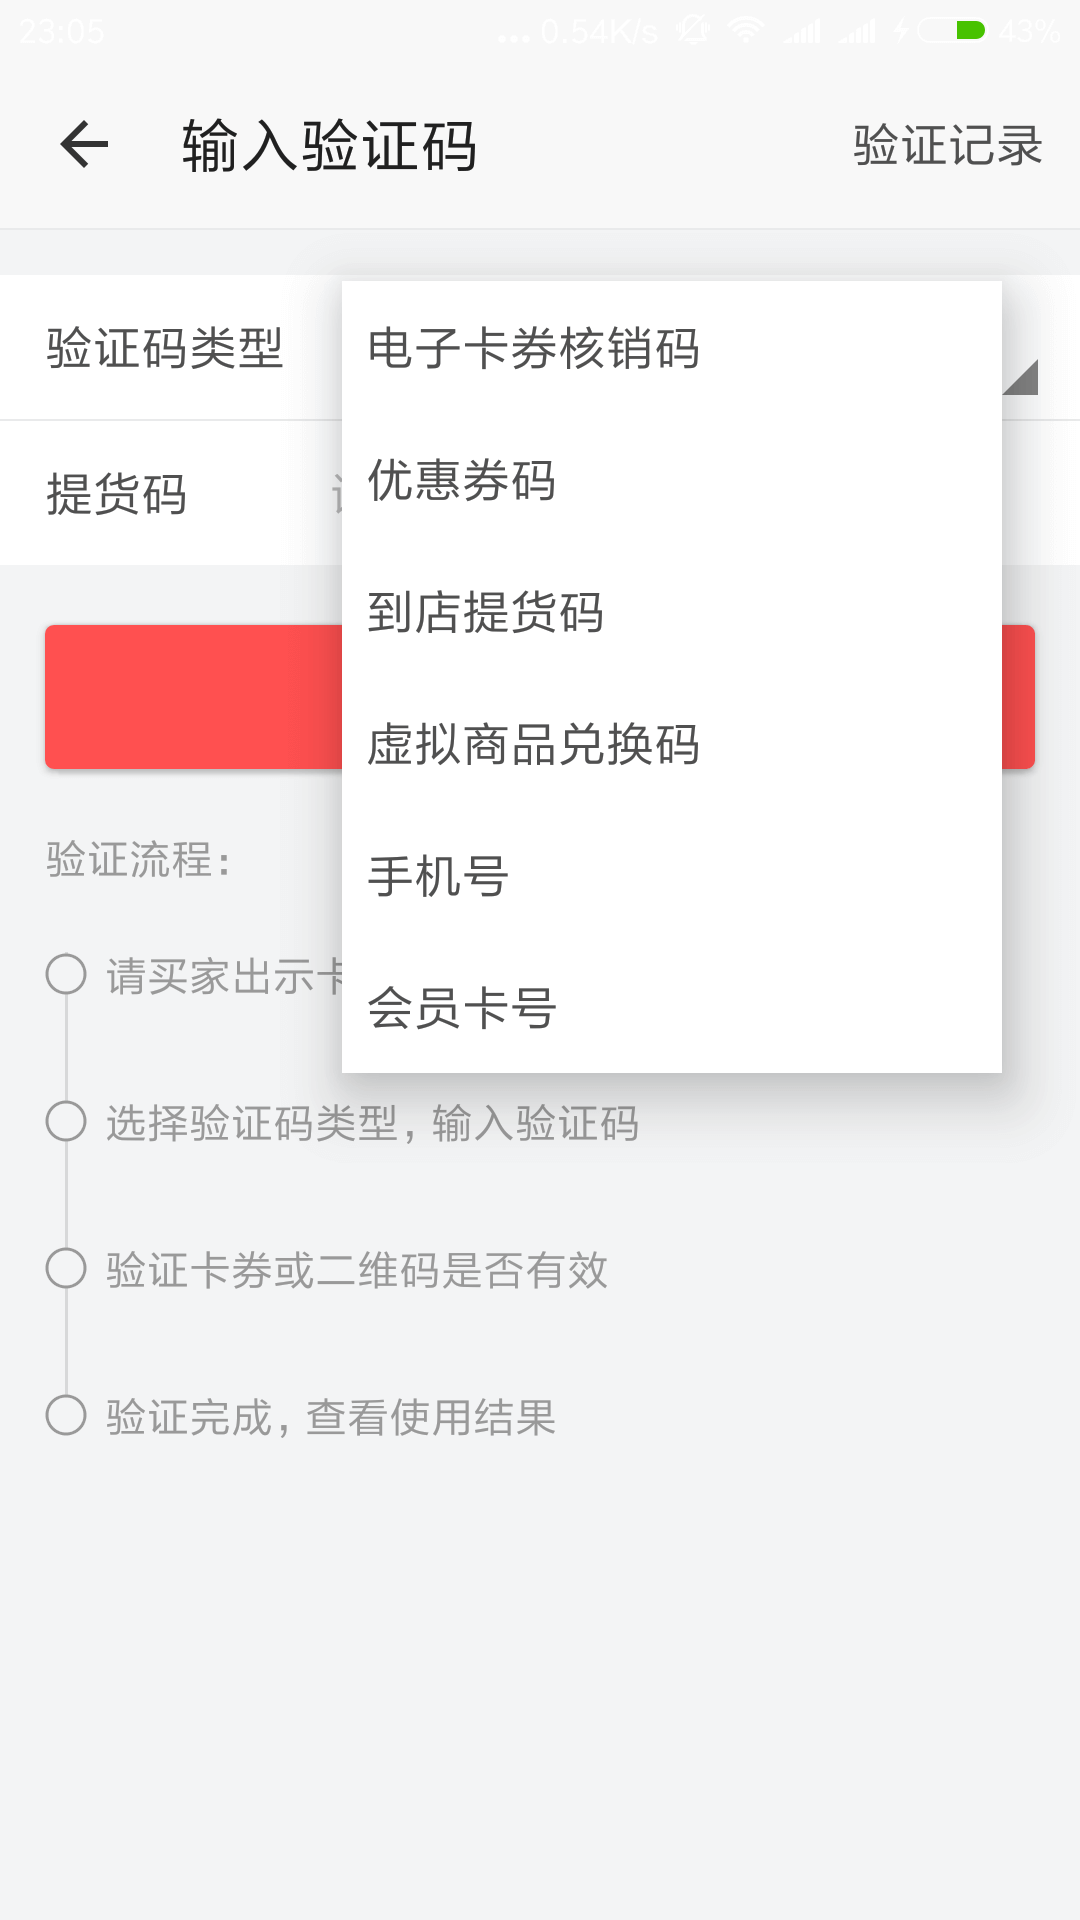 23:05 ... 0.54K/s 43%
输入验证码 验证记录
验证码类型
电子卡券核销码
提货码
优惠券码
到店提货码
虚拟商品兑换码
手机号
会员卡号
验证流程：
请买家出示
选择验证码类型，输入验证码
验证卡券或二维码是否有效
验证完成，查看使用结果